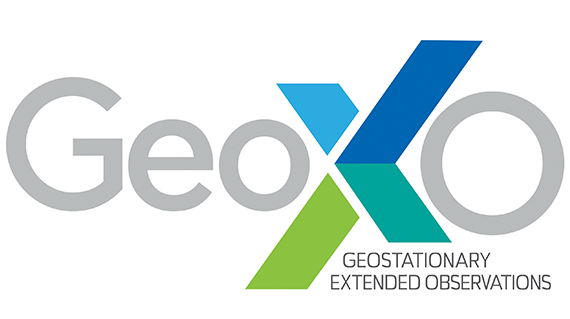 GeoXO
GEOSTATIONARY
EXTENDED OBSERVATIONS